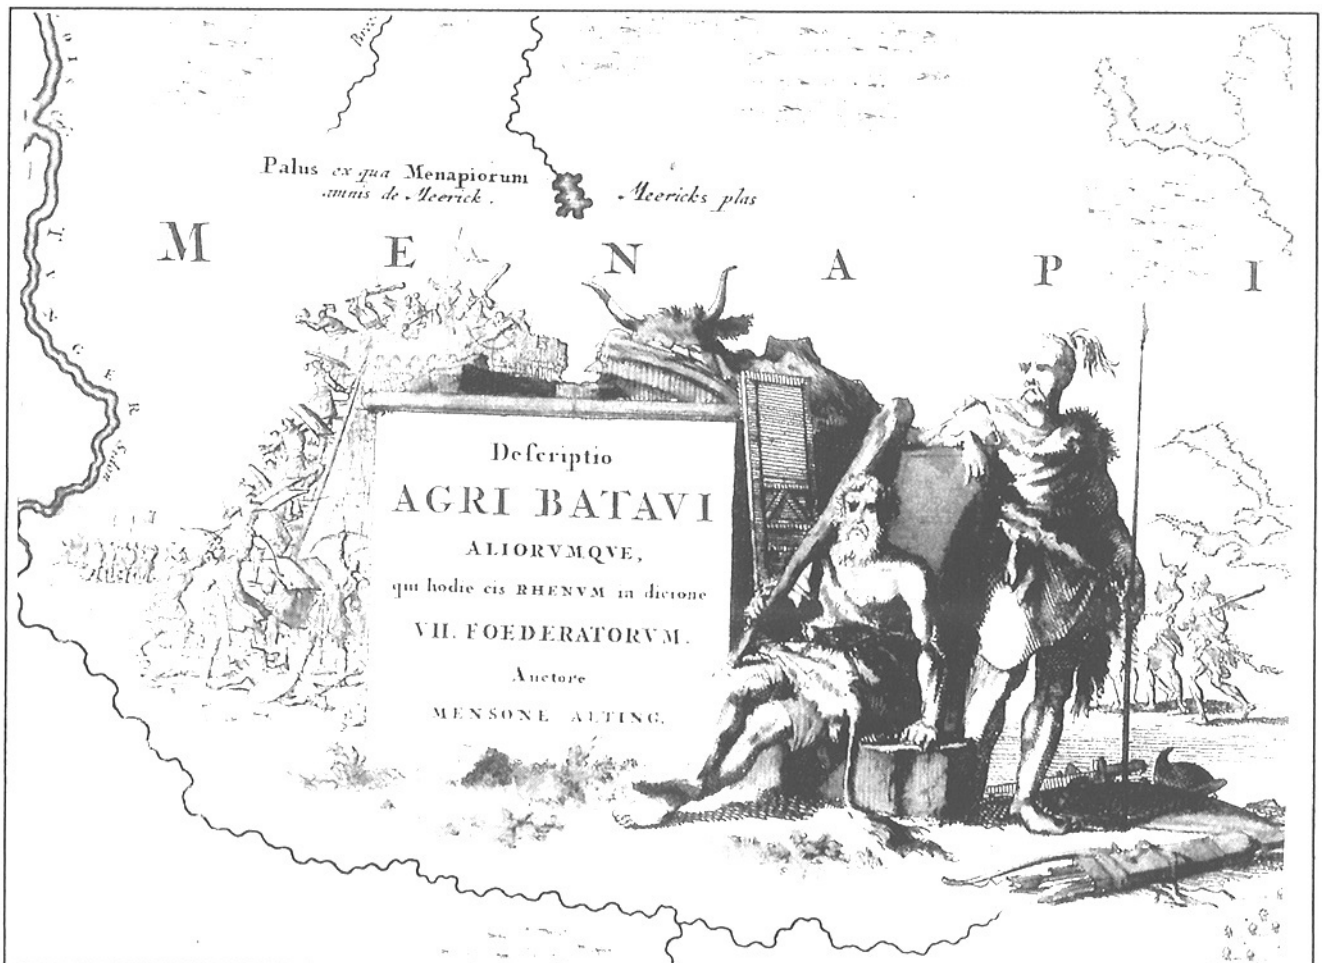 Palus ex qua Menapiorum
amnis de Meerick.
Meericks plas
M E N A P I
Deſcriptio
AGRI BATAVI
ALIORVMQVE,
qui hodie cis RHENVM in dicione
VII. FOEDERATORVM.
Auctore
MENSONE ALTING.